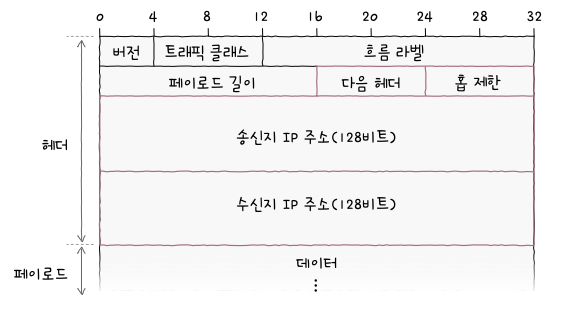 0 4 8 12 16 20 24 28 32
버전 트래픽 클래스 흐름 라벨
페이로드 길이 다음 헤더 홉 제한
헤더
송신지 IP 주소(128비트)
수신지 IP 주소(128비트)
페이로드
데이터